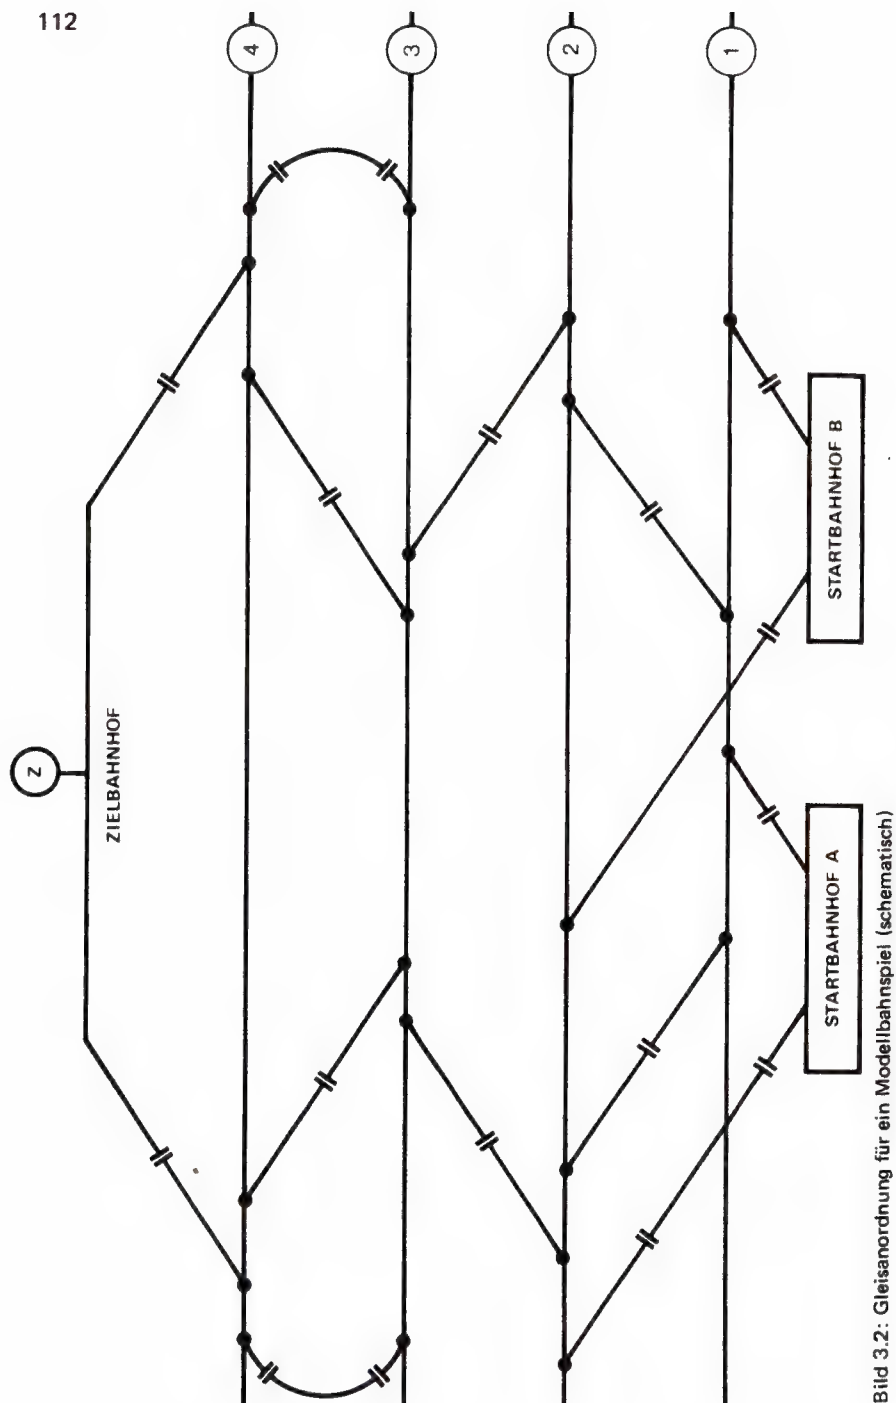 112
4
3
2
1
Z
ZIELBAHNHOF
STARTBAHNHOF B
STARTBAHNHOF A
Bild 3.2: Gleisanordnung für ein Modellbahnspiel (schematisch)